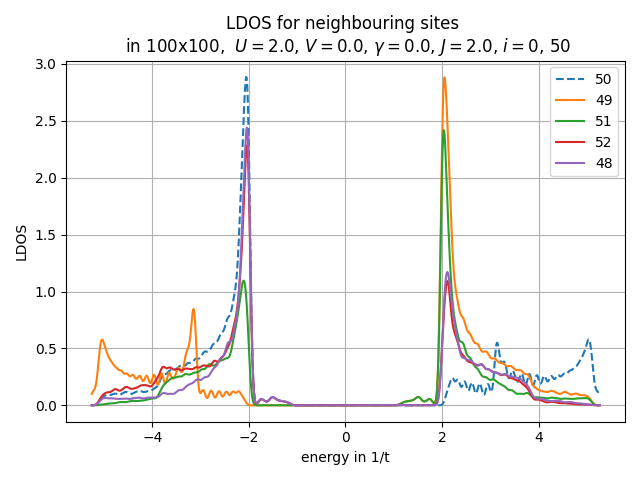 LDOS for neighbouring sites
in 100x100, U = 2.0, V = 0.0, γ = 0.0, J = 2.0, i = 0, 50
3.0
2.5
2.0
1.5
1.0
0.5
0.0
LDOS
50
49
51
52
48
−4 −2 0 2 4
energy in 1/t